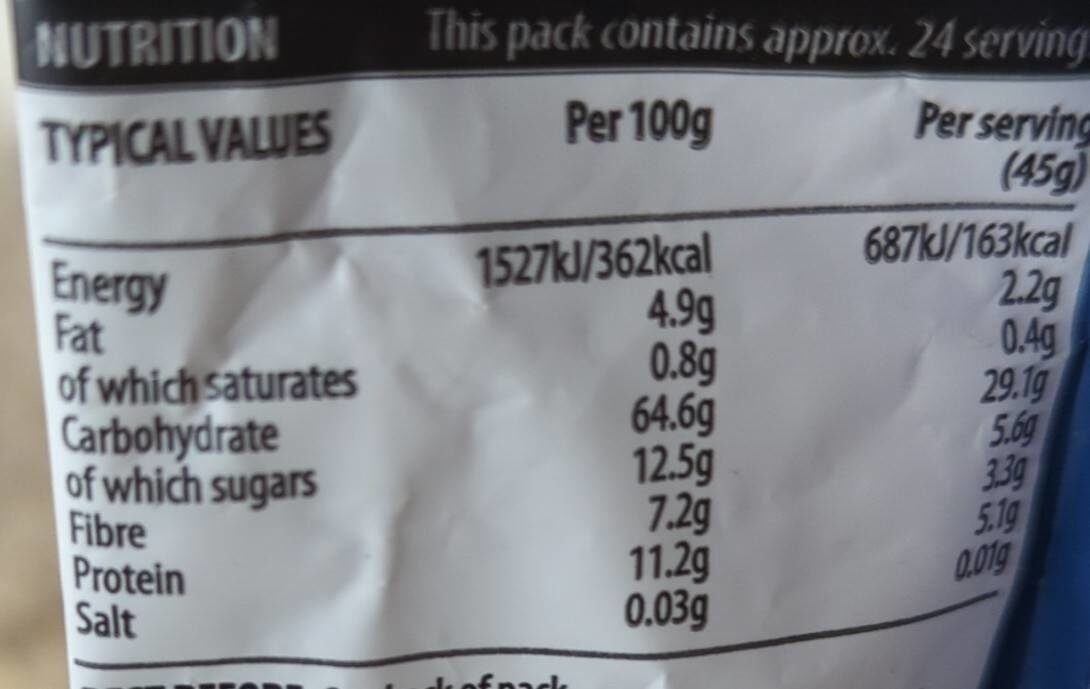 NUTRITION This pack contains approx. 24 serving
TYPICAL VALUES Per 100g Per serving
(45g)
Energy 1527kJ/362kcal 687kJ/163kcal
Fat 4.9g 2.2g
of which saturates 0.8g 0.4g
Carbohydrate 64.6g 29.1g
of which sugars 12.5g 5.6g
Fibre 7.2g 3.3g
Protein 11.2g 5.1g
Salt 0.03g 0.01g
of pack